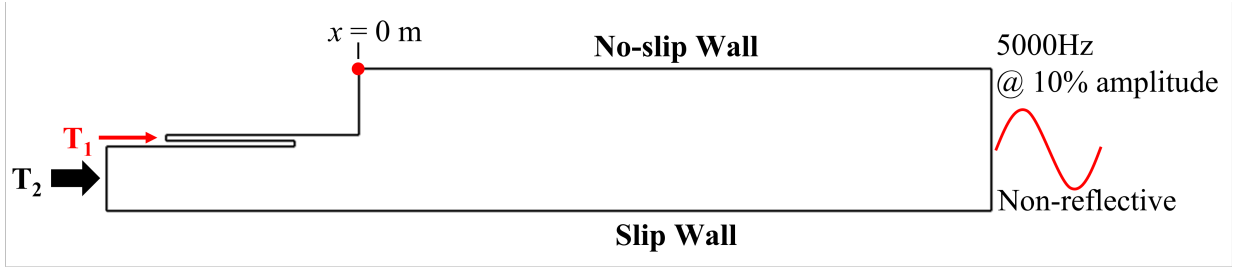 x = 0 m
No-slip Wall
5000Hz
@ 10% amplitude
T₁
T₂
Non-reflective
Slip Wall